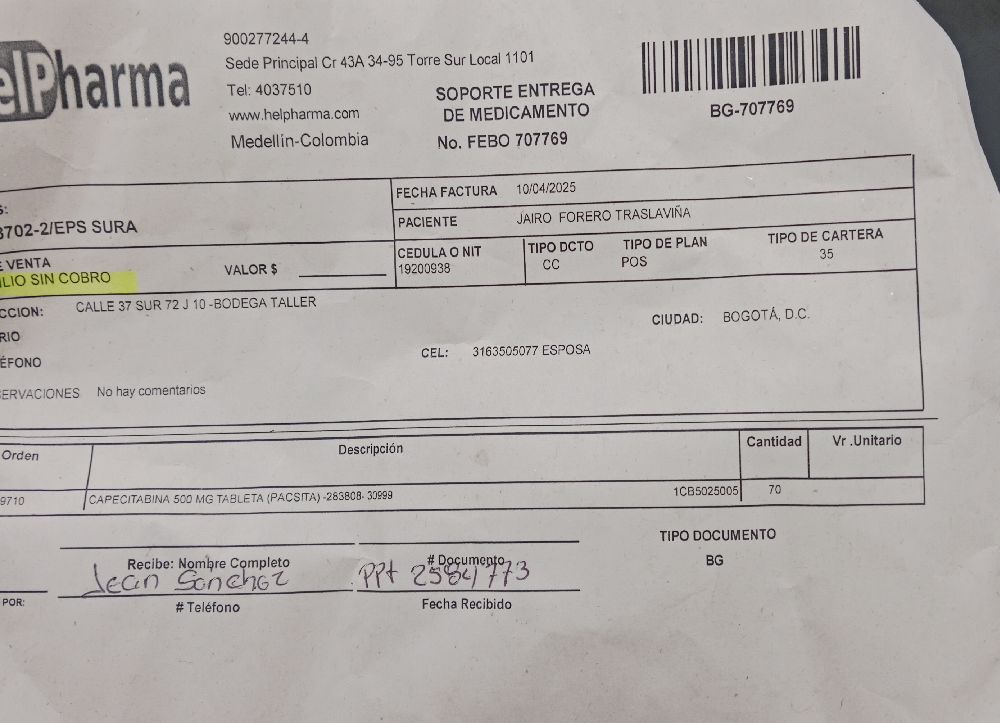 elPharma
900277244-4
Sede Principal Cr 43A 34-95 Torre Sur Local 1101
Tel: 4037510
www.helpharma.com
Medellín-Colombia
SOPORTE ENTREGA
DE MEDICAMENTO
No. FEBO 707769
BG-707769
S:
3702-2/EPS SURA
FECHA FACTURA 10/04/2025
PACIENTE JAIRO FORERO TRASLAVIÑA
E VENTA
ILIO SIN COBRO
VALOR $
CEDULA O NIT
19200938
TIPO DCTO
CC
TIPO DE PLAN
POS
TIPO DE CARTERA
35
CCION: CALLE 37 SUR 72 J 10 -BODEGA TALLER
RIO
CIUDAD: BOGOTÁ, D.C.
ÉFONO
CEL: 3163505077 ESPOSA
ERVACIONES No hay comentarios
Orden Descripción Cantidad Vr .Unitario
9710 CAPECITABINA 500 MG TABLETA (PACSITA) -283808- 30999 1CB5025005 70
TIPO DOCUMENTO
BG
Recibe: Nombre Completo # Documento
Jean Sanchez PPt 2584773
POR: # Teléfono Fecha Recibido